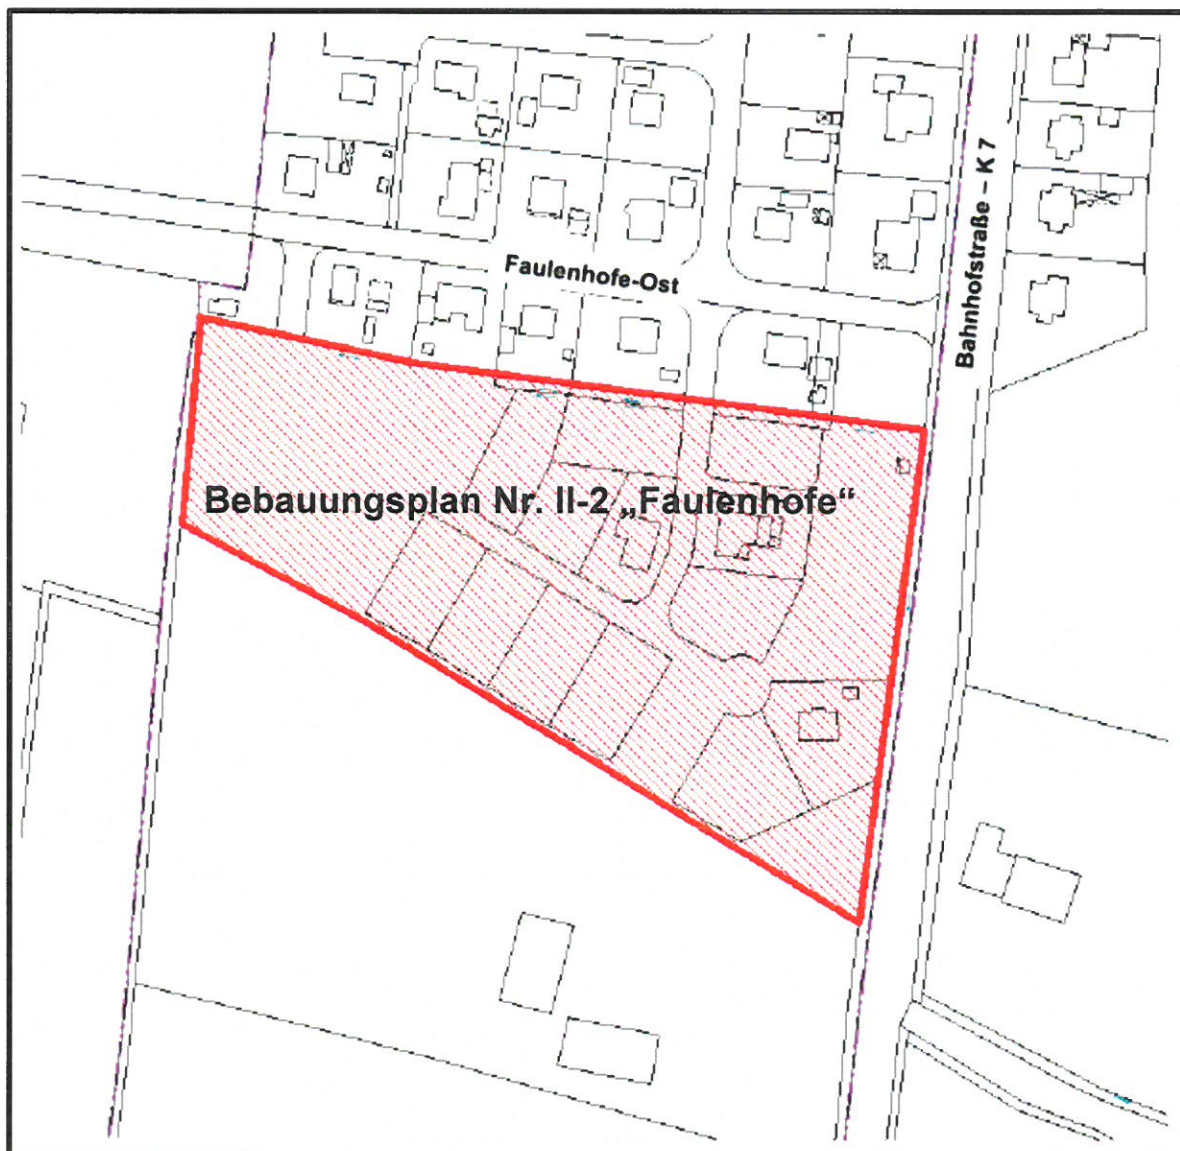 Faulenhofe-Ost
Bahnhofstraße – K 7
Bebauungsplan Nr. II-2 „Faulenhofe“